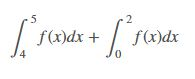 ∫₄⁵ f(x)dx + ∫₀² f(x)dx